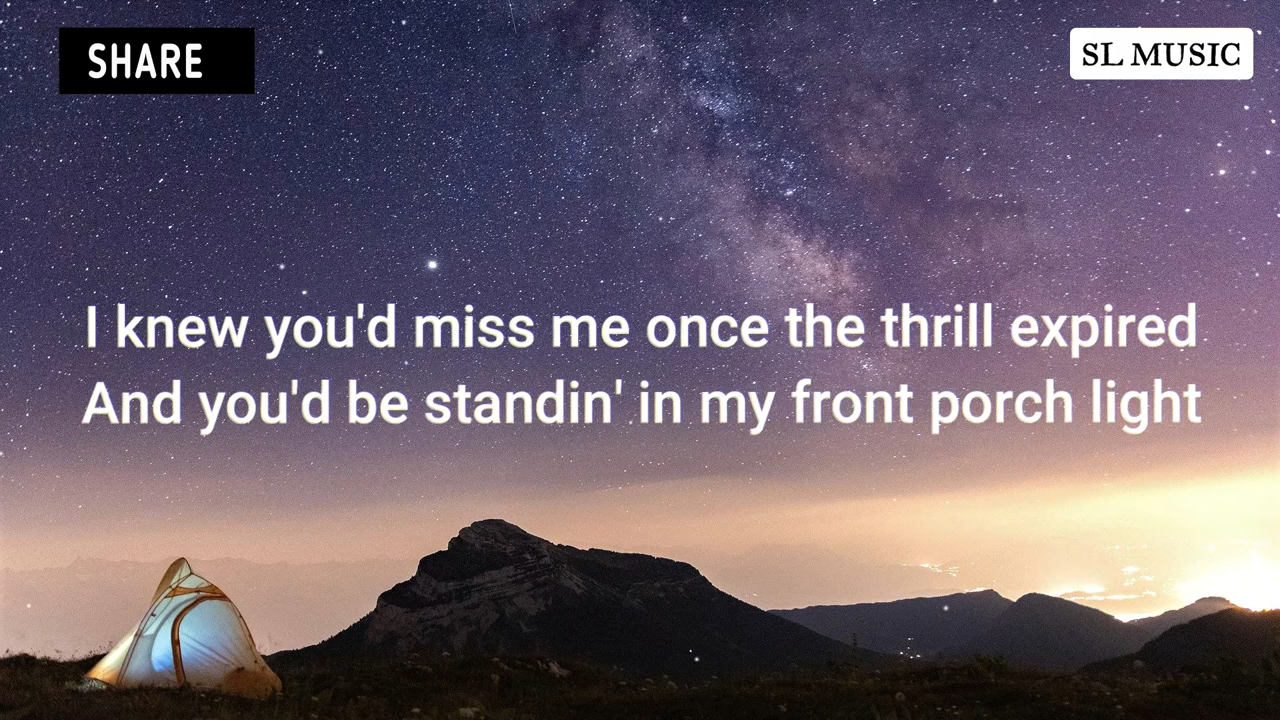 SHARE
SL MUSIC
I knew you'd miss me once the thrill expired
And you'd be standin' in my front porch light